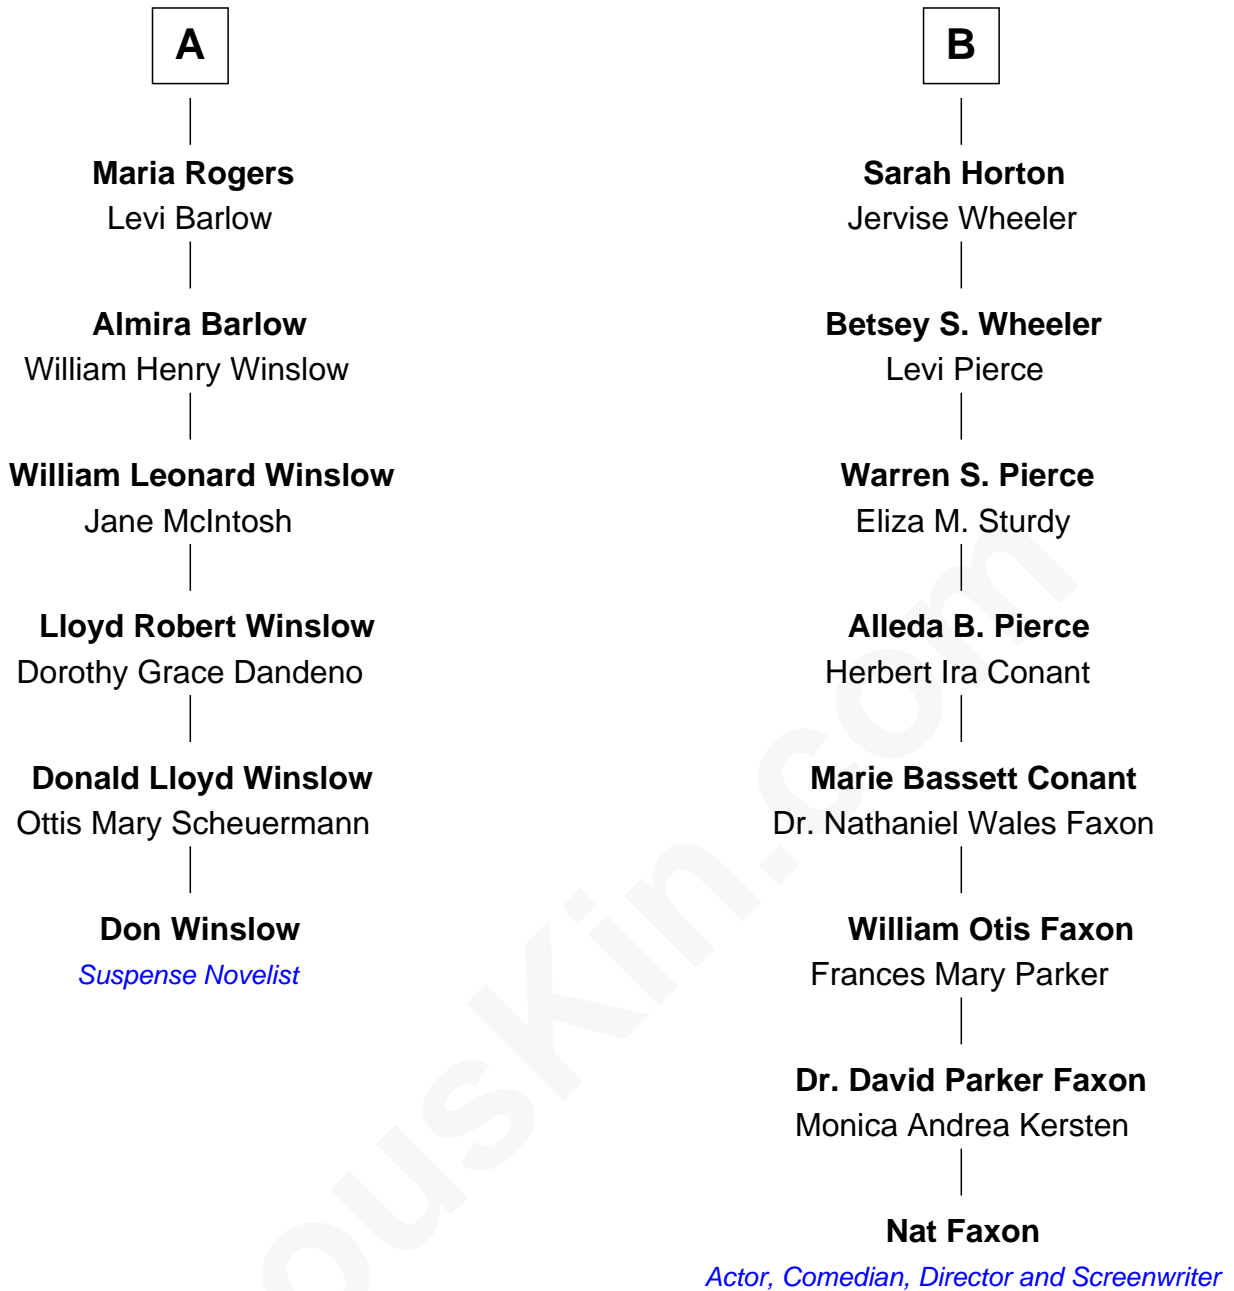 A
Maria Rogers
Levi Barlow
Almira Barlow
William Henry Winslow
William Leonard Winslow
Jane McIntosh
Lloyd Robert Winslow
Dorothy Grace Dandeno
Donald Lloyd Winslow
Ottis Mary Scheuermann
Don Winslow
Suspense Novelist
B
Sarah Horton
Jervise Wheeler
Betsey S. Wheeler
Levi Pierce
Warren S. Pierce
Eliza M. Sturdy
Alleda B. Pierce
Herbert Ira Conant
Marie Bassett Conant
Dr. Nathaniel Wales Faxon
William Otis Faxon
Frances Mary Parker
Dr. David Parker Faxon
Monica Andrea Kersten
Nat Faxon
Actor, Comedian, Director and Screenwriter
ousKin.com